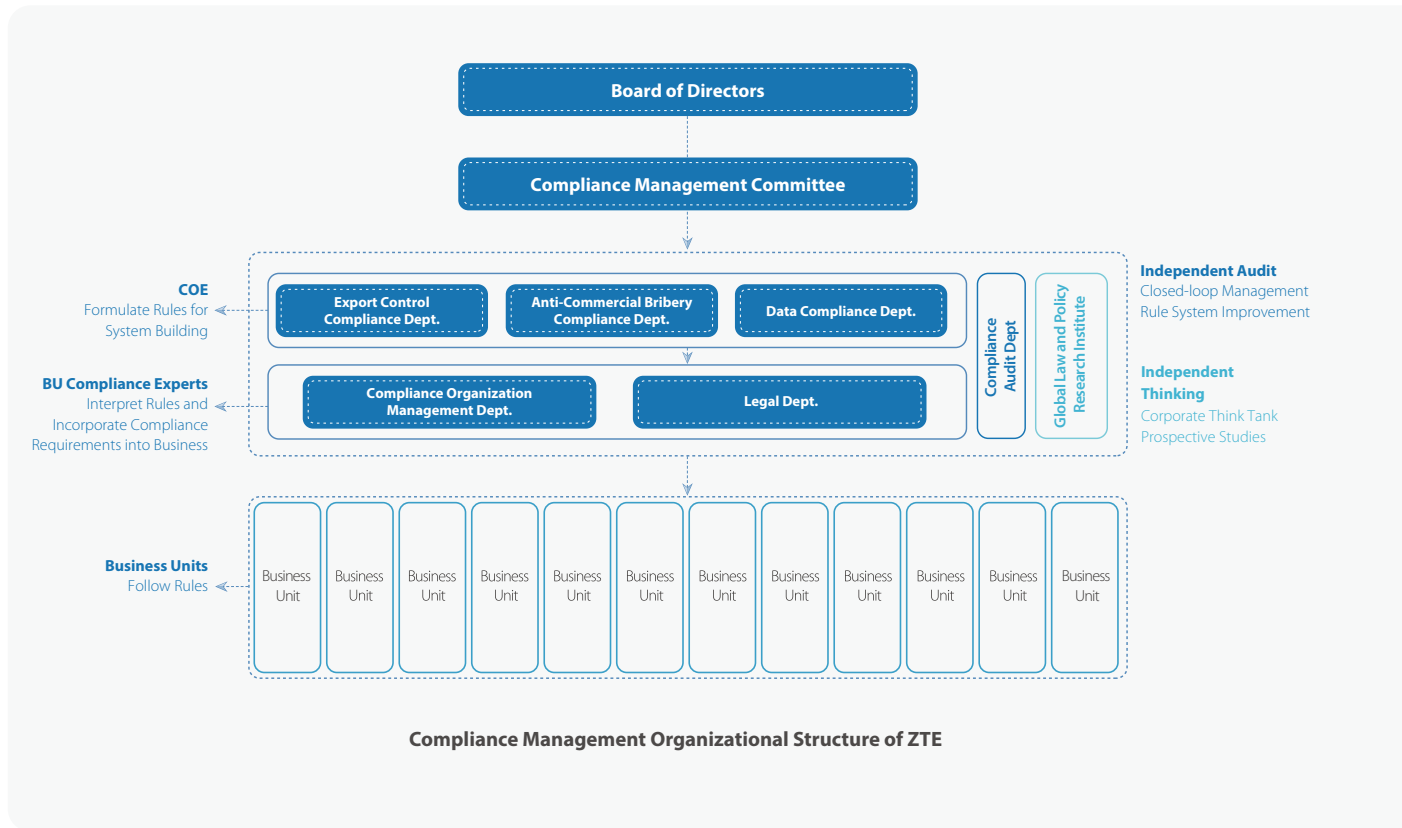 Board of Directors
Compliance Management Committee
COE
Formulate Rules for
System Building
Export Control
Compliance Dept.
Anti-Commercial Bribery
Compliance Dept.
Data Compliance Dept.
BU Compliance Experts
Interpret Rules and
Incorporate Compliance
Requirements into Business
Compliance Organization
Management Dept.
Legal Dept.
Compliance
Audit Dept
Global Law and Policy
Research Institute
Independent Audit
Closed-loop Management
Rule System Improvement
Independent
Thinking
Corporate Think Tank
Prospective Studies
Business Units
Follow Rules
Business
Unit
Business
Unit
Business
Unit
Business
Unit
Business
Unit
Business
Unit
Business
Unit
Business
Unit
Business
Unit
Business
Unit
Business
Unit
Business
Unit
Compliance Management Organizational Structure of ZTE